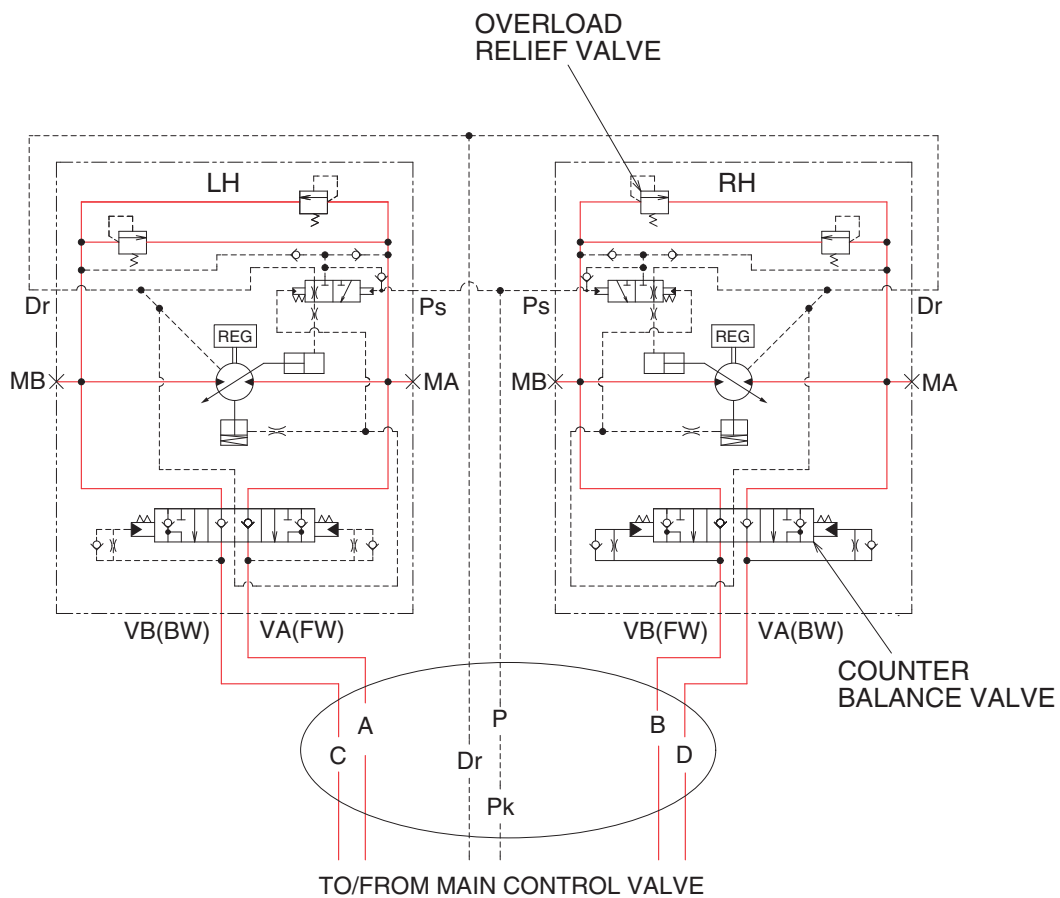 OVERLOAD
RELIEF VALVE
LH
RH
Dr
Ps
Ps
Dr
REG
REG
MB
MA
MB
MA
VB(BW)
VA(FW)
VB(FW)
VA(BW)
COUNTER
BALANCE VALVE
A
P
B
C
Dr
D
Pk
TO/FROM MAIN CONTROL VALVE